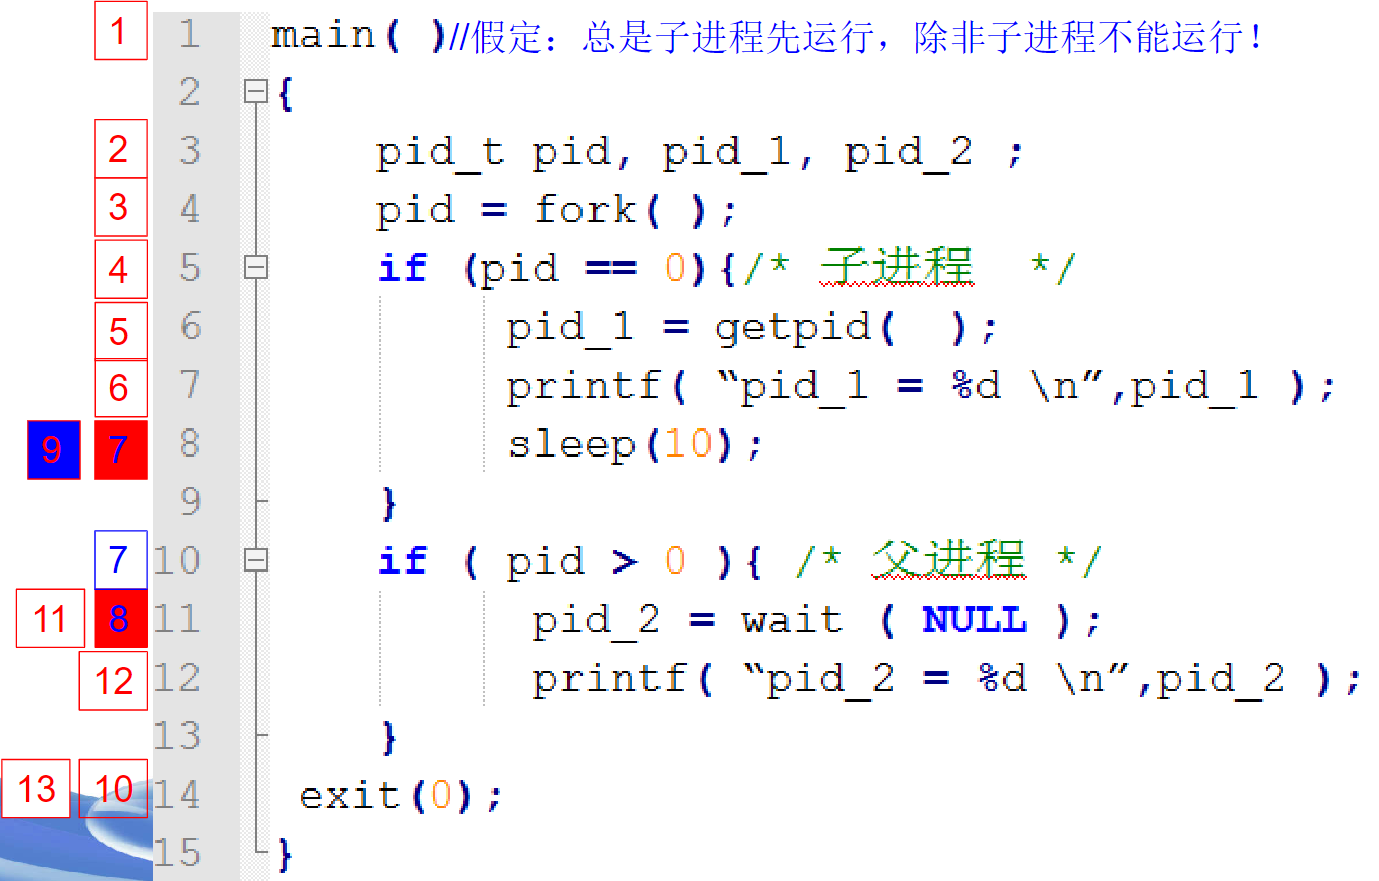 1 1 main( )//假定：总是子进程先运行，除非子进程不能运行！
2 {
2 3 pid_t pid, pid_1, pid_2 ;
3 4 pid = fork( );
4 5 if (pid == 0){/* 子进程 */
5 6 pid_1 = getpid( );
6 7 printf( “pid_1 = %d \n”,pid_1 );
9 7 8 sleep(10);
9 }
7 10 if ( pid > 0 ){ /* 父进程 */
11 8 11 pid_2 = wait ( NULL );
12 12 printf( “pid_2 = %d \n”,pid_2 );
13 }
13 10 14 exit(0);
15 }